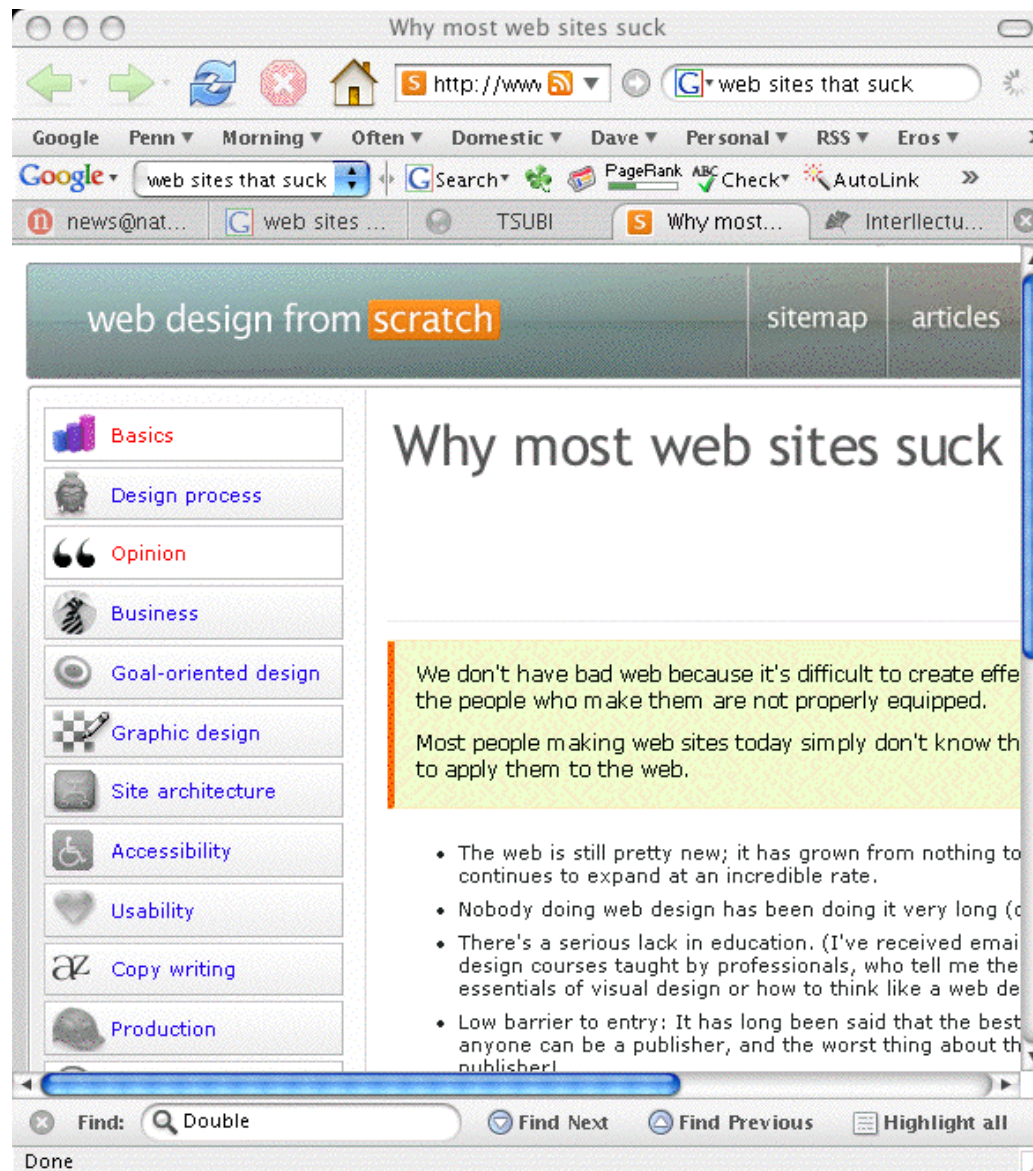 Why most web sites suck
S http://www web sites that suck
Google Penn Morning Often Domestic Dave Personal RSS Eros
Google web sites that suck Search PageRank ABC Check AutoLink »
n news@nat... G web sites ... TSUBI S Why most... Interllectu...
web design from scratch sitemap articles
Why most web sites suck
Basics
Design process
Opinion
Business
Goal-oriented design
Graphic design
Site architecture
Accessibility
Usability
az Copy writing
Production
We don't have bad web because it's difficult to create effe
the people who make them are not properly equipped.
Most people making web sites today simply don't know th
to apply them to the web.
• The web is still pretty new; it has grown from nothing to
continues to expand at an incredible rate.
• Nobody doing web design has been doing it very long (
• There's a serious lack in education. (I've received emai
design courses taught by professionals, who tell me the
essentials of visual design or how to think like a web de
• Low barrier to entry: It has long been said that the best
anyone can be a publisher, and the worst thing about th
publisher!
Find: Double Find Next Find Previous Highlight all
Done